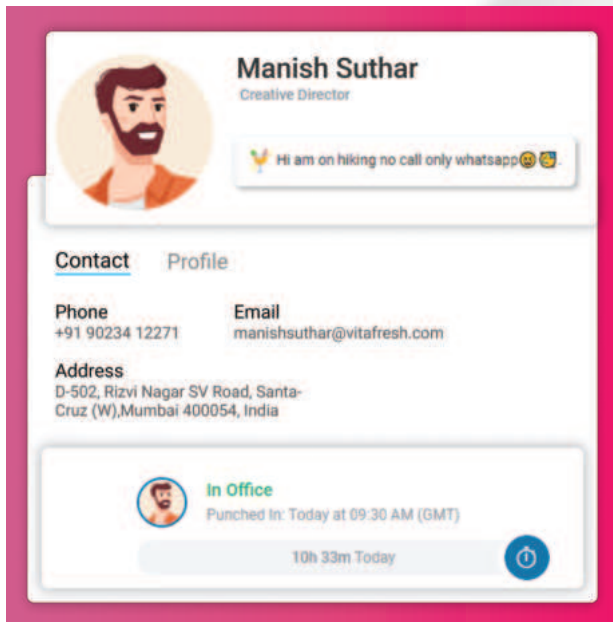 Manish Suthar
Creative Director
Hi am on hiking no call only whatsapp😄🥰.
Contact Profile
Phone Email
+91 90234 12271 manishsuthar@vitafresh.com
Address
D-502, Rizvi Nagar SV Road, Santa-
Cruz (W),Mumbai 400054, India
In Office
Punched In: Today at 09:30 AM (GMT)
10h 33m Today